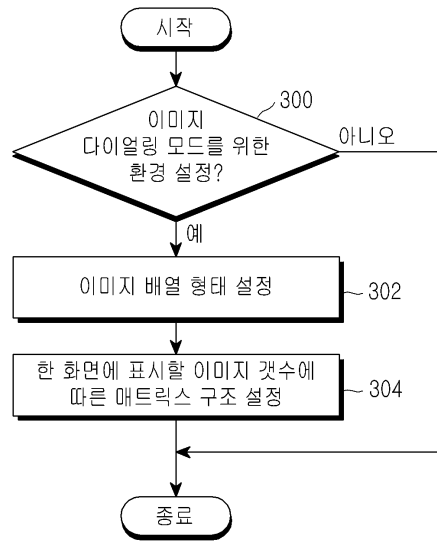 시작
300
이미지
다이얼링 모드를 위한
환경 설정?
아니오
예
이미지 배열 형태 설정
302
한 화면에 표시할 이미지 갯수에
따른 매트릭스 구조 설정
304
종료